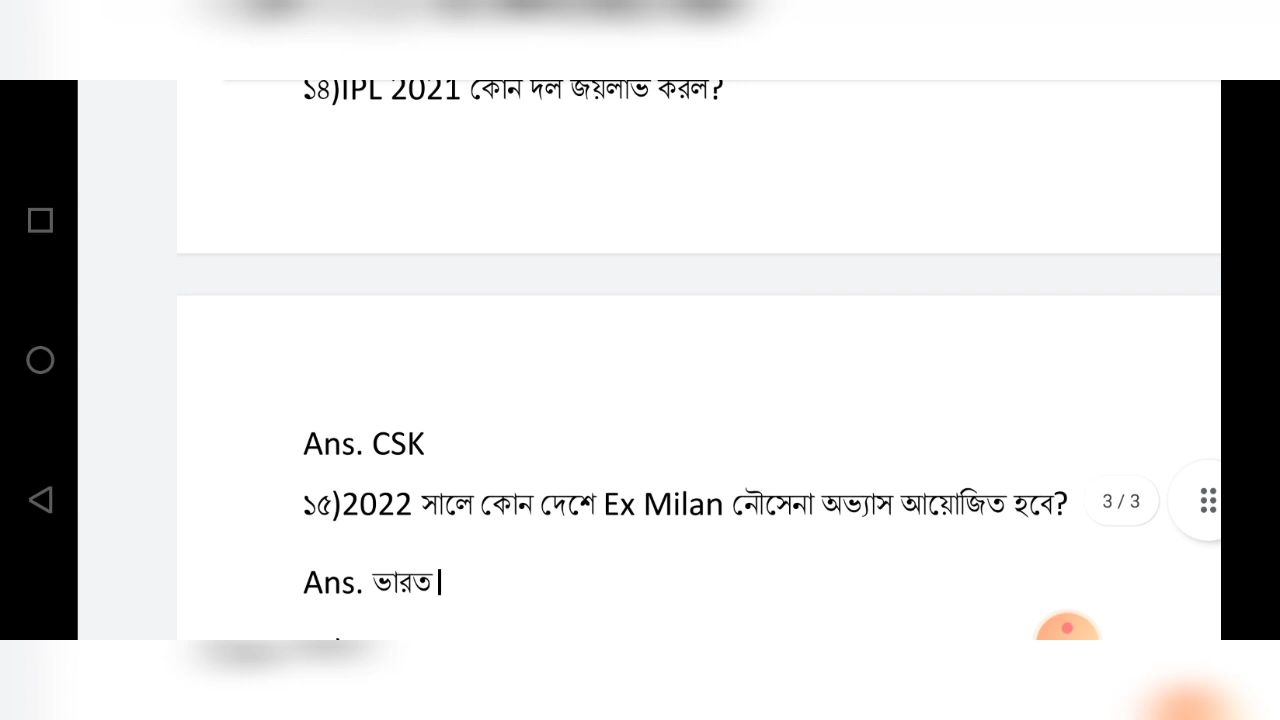 ১৪)IPL 2021 কোন দল জয়লাভ করল?
Ans. CSK
১৫)2022 সালে কোন দেশে Ex Milan নৌসেনা অভ্যাস আয়োজিত হবে?
3 / 3
Ans. ভারত।